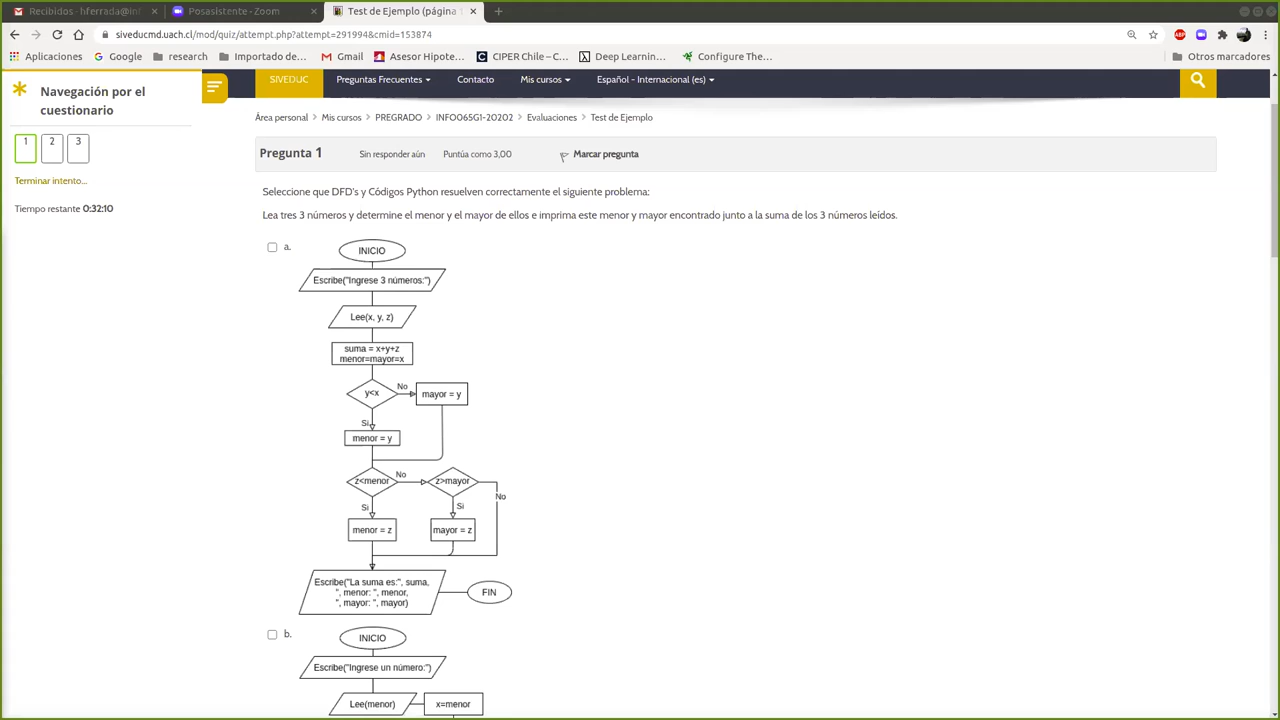 Recibidos - hferrada@inf
Posasistente - Zoom
Test de Ejemplo (página 1
siveducmd.uach.cl/mod/quiz/attempt.php?attempt=291994&cmid=153874
Aplicaciones
Google
research
Importado de...
Gmail
Asesor Hipote...
CIPER Chile – C...
Deep Learnin...
Configure The...
Otros marcadores
Navegación por el
cuestionario
1 2 3
Terminar intento...
Tiempo restante 0:32:10
SIVEDUC
Preguntas Frecuentes
Contacto
Mis cursos
Español - Internacional (es)
Área personal > Mis cursos > PREGRADO > INFO065G1-20202 > Evaluaciones > Test de Ejemplo
Pregunta 1
Sin responder aún
Puntúa como 3,00
Marcar pregunta
Seleccione que DFD's y Códigos Python resuelven correctamente el siguiente problema:
Lea tres 3 números y determine el menor y el mayor de ellos e imprima este menor y mayor encontrado junto a la suma de los 3 números leídos.
a.
INICIO
Escribe("Ingrese 3 números:")
Lee(x, y, z)
suma = x+y+z
menor=mayor=x
y<x
No
mayor = y
Si
menor = y
z<menor
No
z>mayor
No
Si
Si
menor = z
mayor = z
Escribe("La suma es:", suma,
", menor: ", menor,
", mayor: ", mayor)
FIN
b.
INICIO
Escribe("Ingrese un número:")
Lee(menor)
x=menor